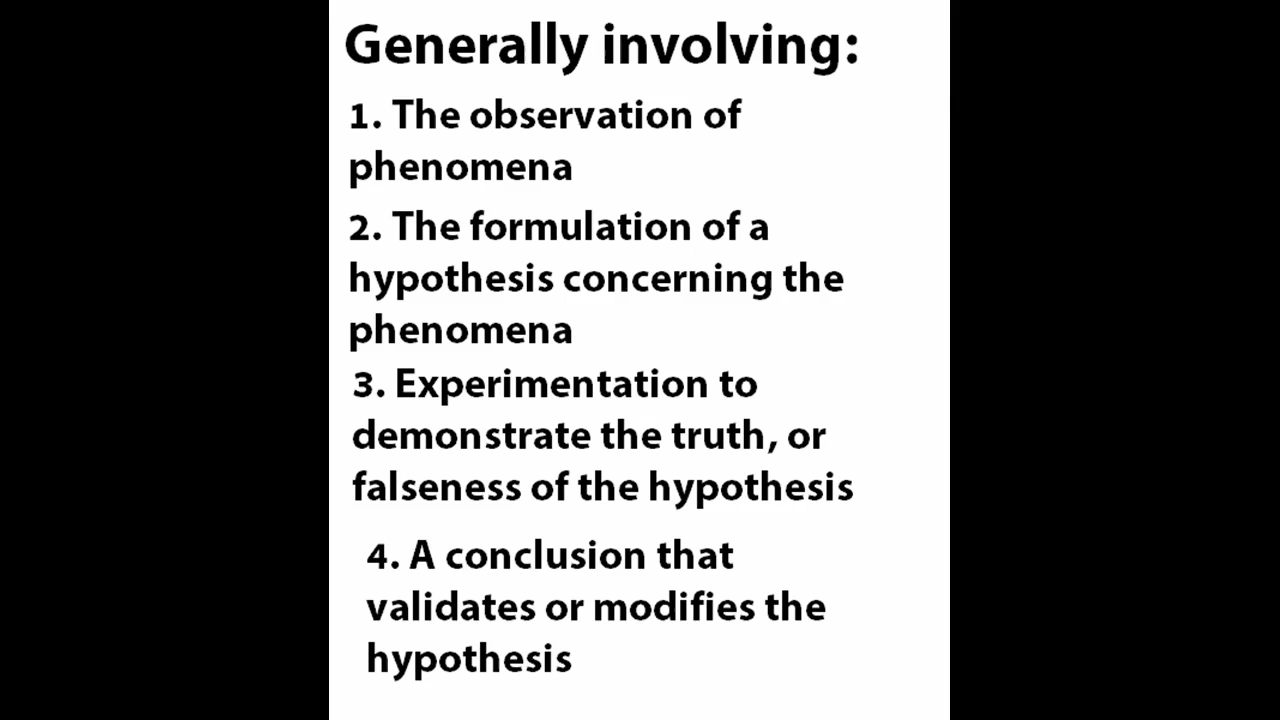 Generally involving:
1. The observation of
phenomena
2. The formulation of a
hypothesis concerning the
phenomena
3. Experimentation to
demonstrate the truth, or
falseness of the hypothesis
4. A conclusion that
validates or modifies the
hypothesis